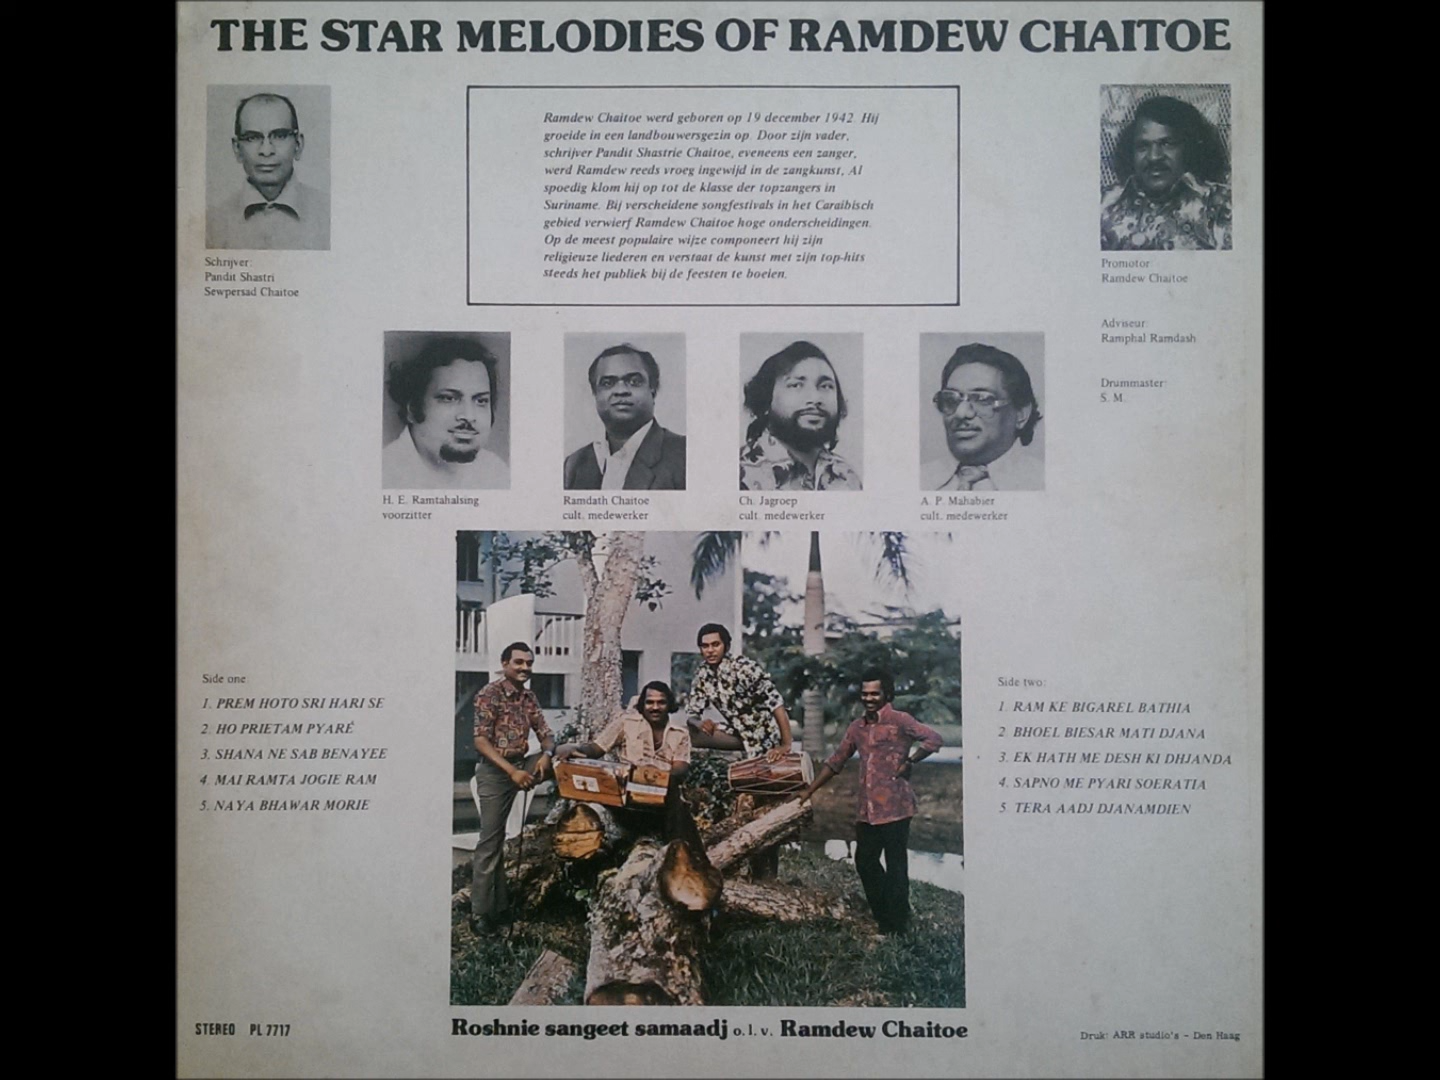 THE STAR MELODIES OF RAMDEW CHAITOE
Ramdew Chaitoe werd geboren op 19 december 1942. Hij
groeide in een landbouwersgezin op. Door zijn vader,
schrijver Pandit Shastrie Chaitoe, eveneens een zanger,
werd Ramdew reeds vroeg ingewijd in de zangkunst, Al
spoedig klom hij op tot de klasse der topzangers in
Suriname. Bij verscheidene songfestivals in het Caraibisch
gebied verwierf Ramdew Chaitoe hoge onderscheidingen.
Op de meest populaire wijze componeert hij zijn
religieuze liederen en verstaat de kunst met zijn top-hits
steeds het publiek bij de feesten te boeien.
Schrijver:
Pandit Shastri
Sewpersad Chaitoe
Promotor:
Ramdew Chaitoe
Adviseur:
Ramphal Ramdash
Drummaster:
S. M.
H. E. Ramtahalsing
voorzitter
Ramdath Chaitoe
cult. medewerker
Ch. Jagroep
cult. medewerker
A. P. Mahabier
cult. medewerker
Side one:
1. PREM HOTO SRI HARI SE
2. HO PRIETAM PYARÉ
3. SHANA NE SAB BENAYEE
4. MAI RAMTA JOGIE RAM
5. NAYA BHAWAR MORIE
Side two:
1. RAM KE BIGAREL BATHIA
2. BHOEL BIESAR MATI DJANA
3. EK HATH ME DESH KI DHJANDA
4. SAPNO ME PYARI SOERATIA
5. TERA AADJ DJANAMDIEN
STEREO PL 7717
Roshnie sangeet samaadj o.l.v. Ramdew Chaitoe
Druk: ARR studio's - Den Haag